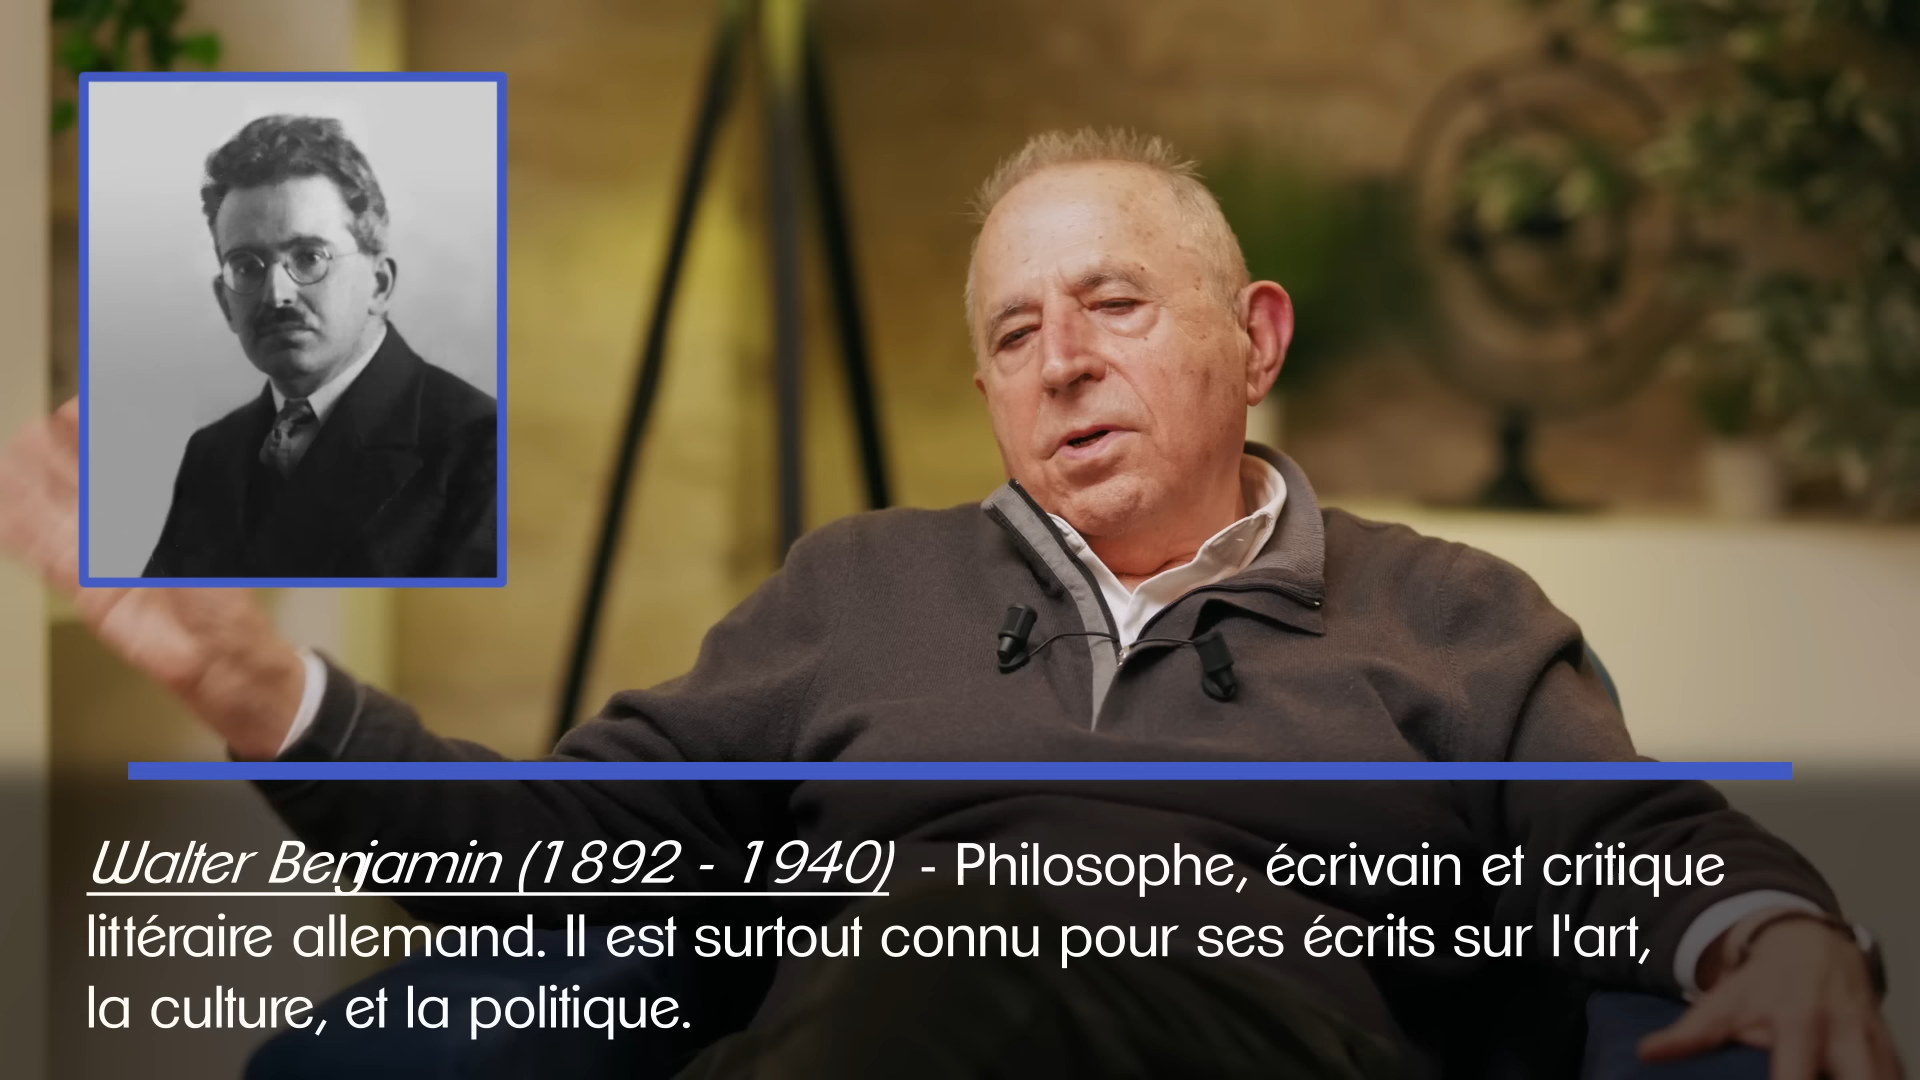 Walter Benjamin (1892 - 1940) - Philosophe, écrivain et critique
littéraire allemand. Il est surtout connu pour ses écrits sur l'art,
la culture, et la politique.